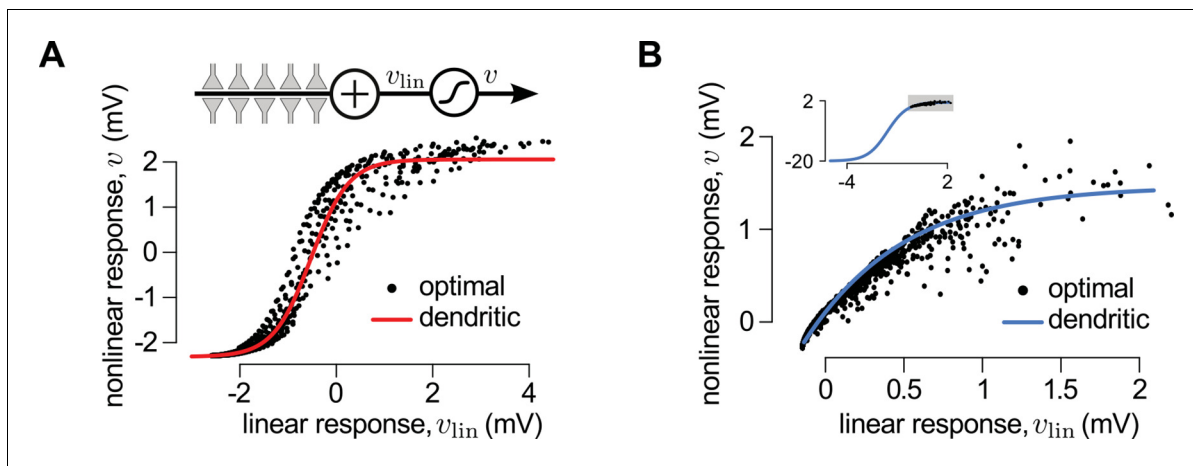 A
v_lin
v
nonlinear response, v (mV)
2
1
0
-1
-2
optimal
dendritic
-2
0
2
4
linear response, v_lin (mV)
B
nonlinear response, v (mV)
2
1
0
2
-20
-4
2
optimal
dendritic
0
0.5
1
1.5
2
linear response, v_lin (mV)